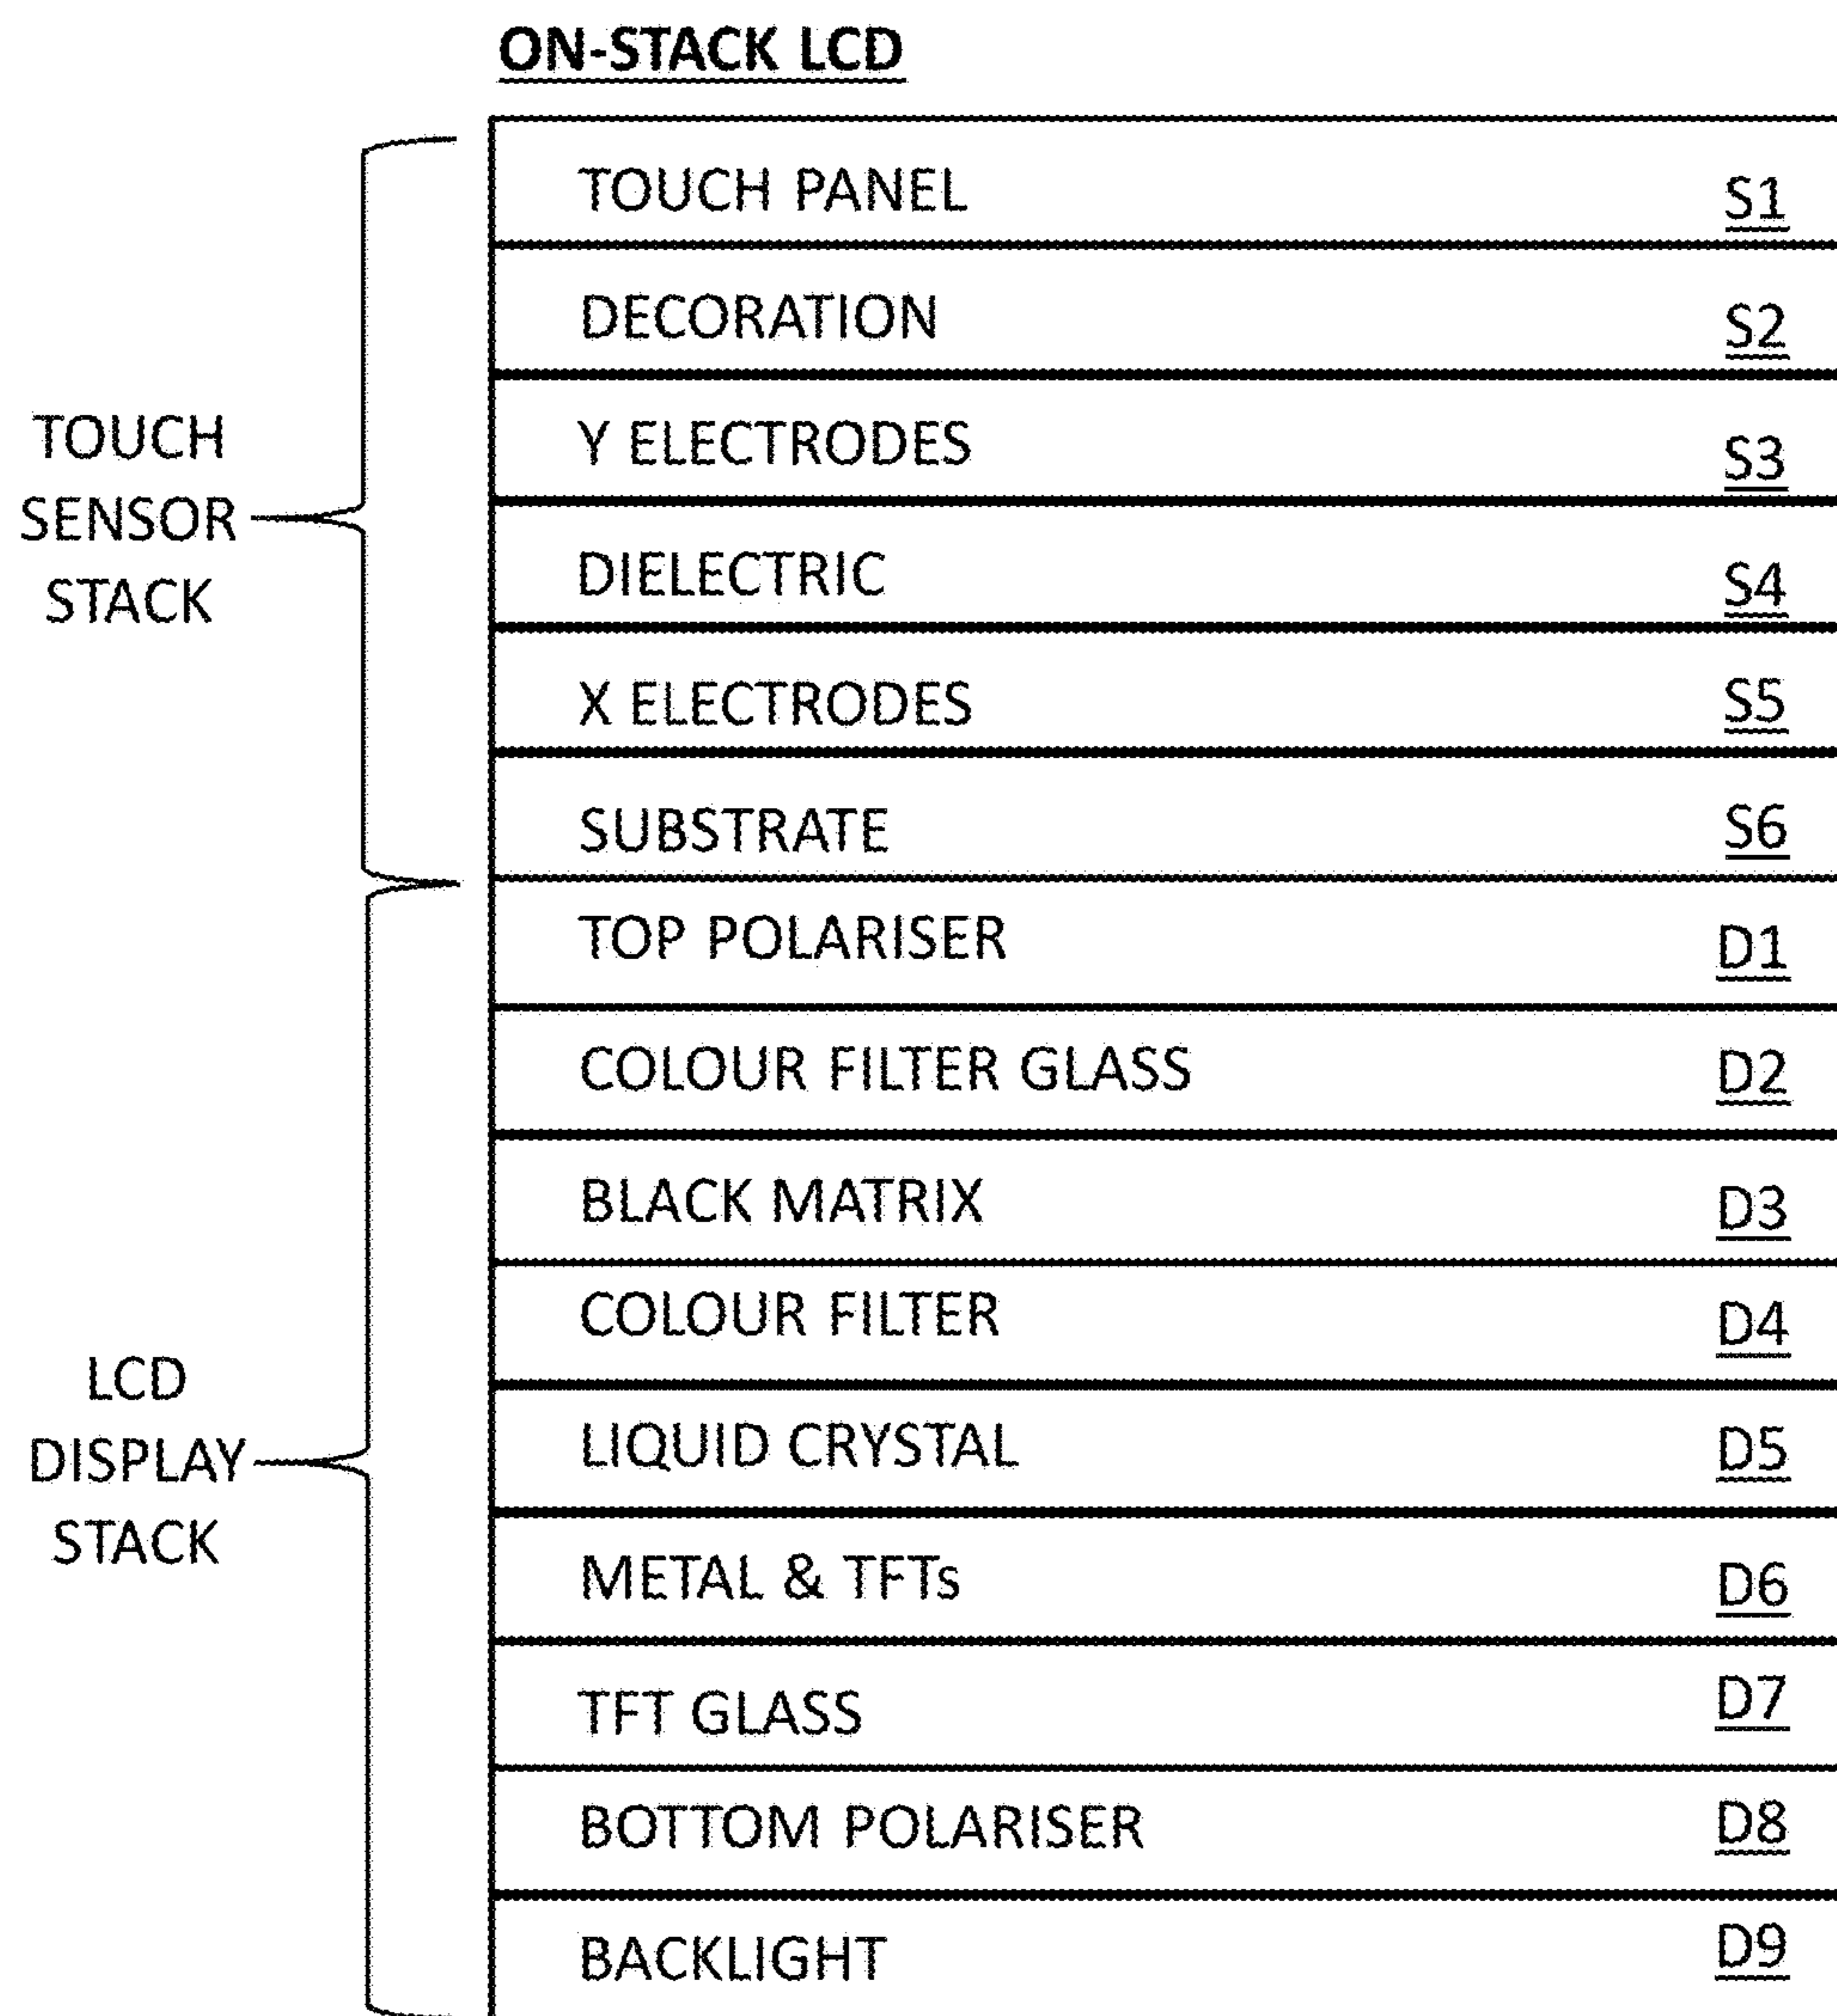 ON-STACK LCD
TOUCH PANEL S1
DECORATION S2
Y ELECTRODES S3
DIELECTRIC S4
X ELECTRODES S5
SUBSTRATE S6
TOUCH
SENSOR
STACK
TOP POLARISER D1
COLOUR FILTER GLASS D2
BLACK MATRIX D3
COLOUR FILTER D4
LIQUID CRYSTAL D5
METAL & TFTs D6
TFT GLASS D7
BOTTOM POLARISER D8
BACKLIGHT D9
LCD
DISPLAY
STACK